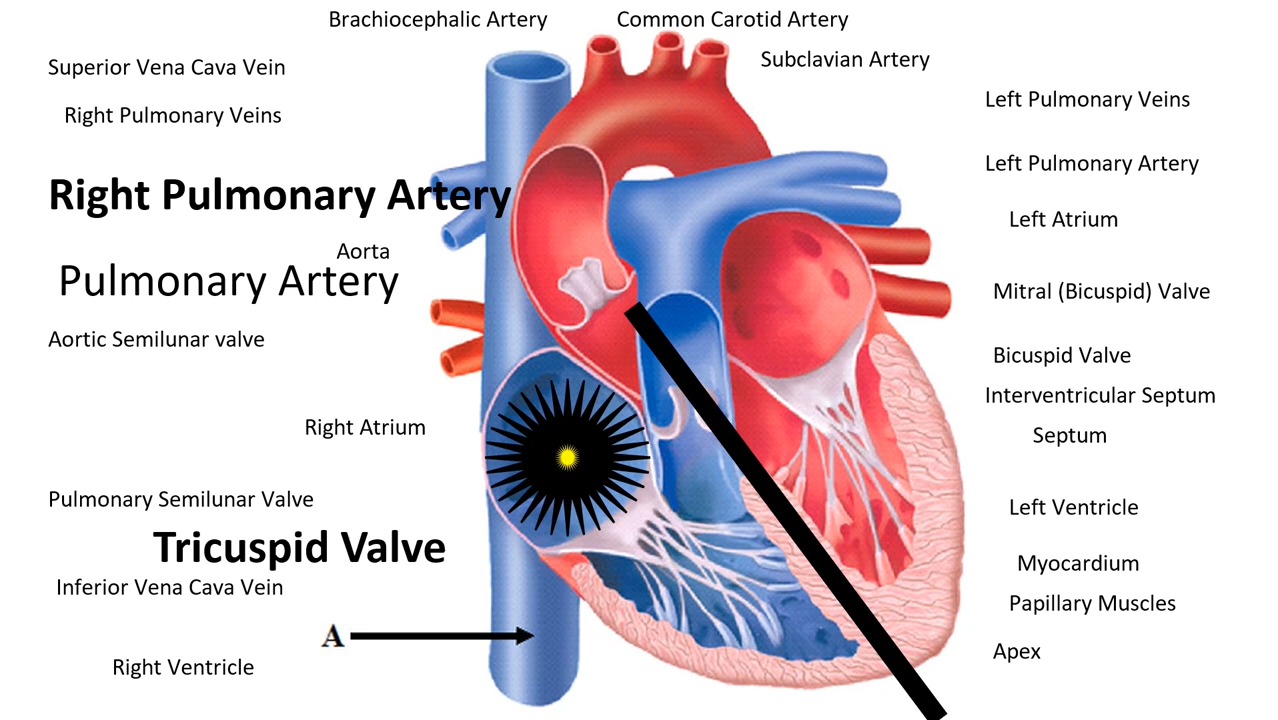 Brachiocephalic Artery
Common Carotid Artery
Subclavian Artery
Superior Vena Cava Vein
Right Pulmonary Veins
Right Pulmonary Artery
Aorta
Pulmonary Artery
Aortic Semilunar valve
Right Atrium
Pulmonary Semilunar Valve
Tricuspid Valve
Inferior Vena Cava Vein
A
Right Ventricle
Left Pulmonary Veins
Left Pulmonary Artery
Left Atrium
Mitral (Bicuspid) Valve
Bicuspid Valve
Interventricular Septum
Septum
Left Ventricle
Myocardium
Papillary Muscles
Apex